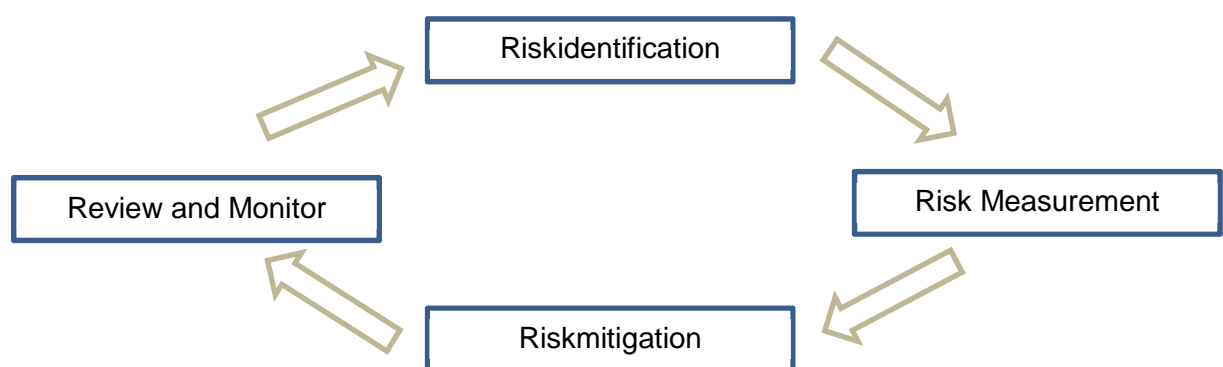 Riskidentification
Review and Monitor
Risk Measurement
Riskmitigation